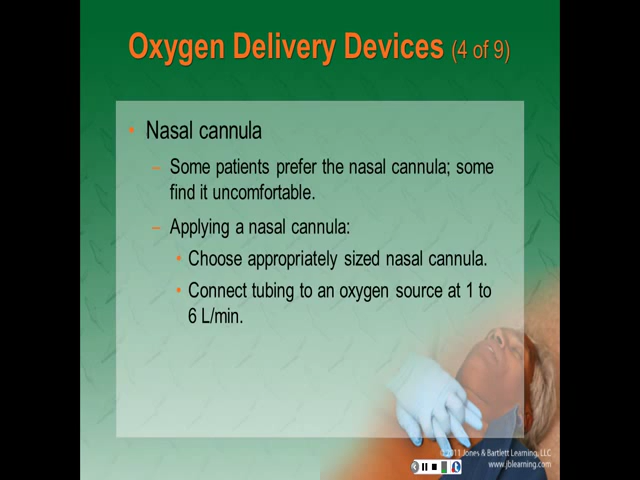 Oxygen Delivery Devices (4 of 9)
• Nasal cannula
– Some patients prefer the nasal cannula; some
find it uncomfortable.
– Applying a nasal cannula:
• Choose appropriately sized nasal cannula.
• Connect tubing to an oxygen source at 1 to
6 L/min.
© 2011 Jones & Bartlett Learning, LLC
www.jblearning.com